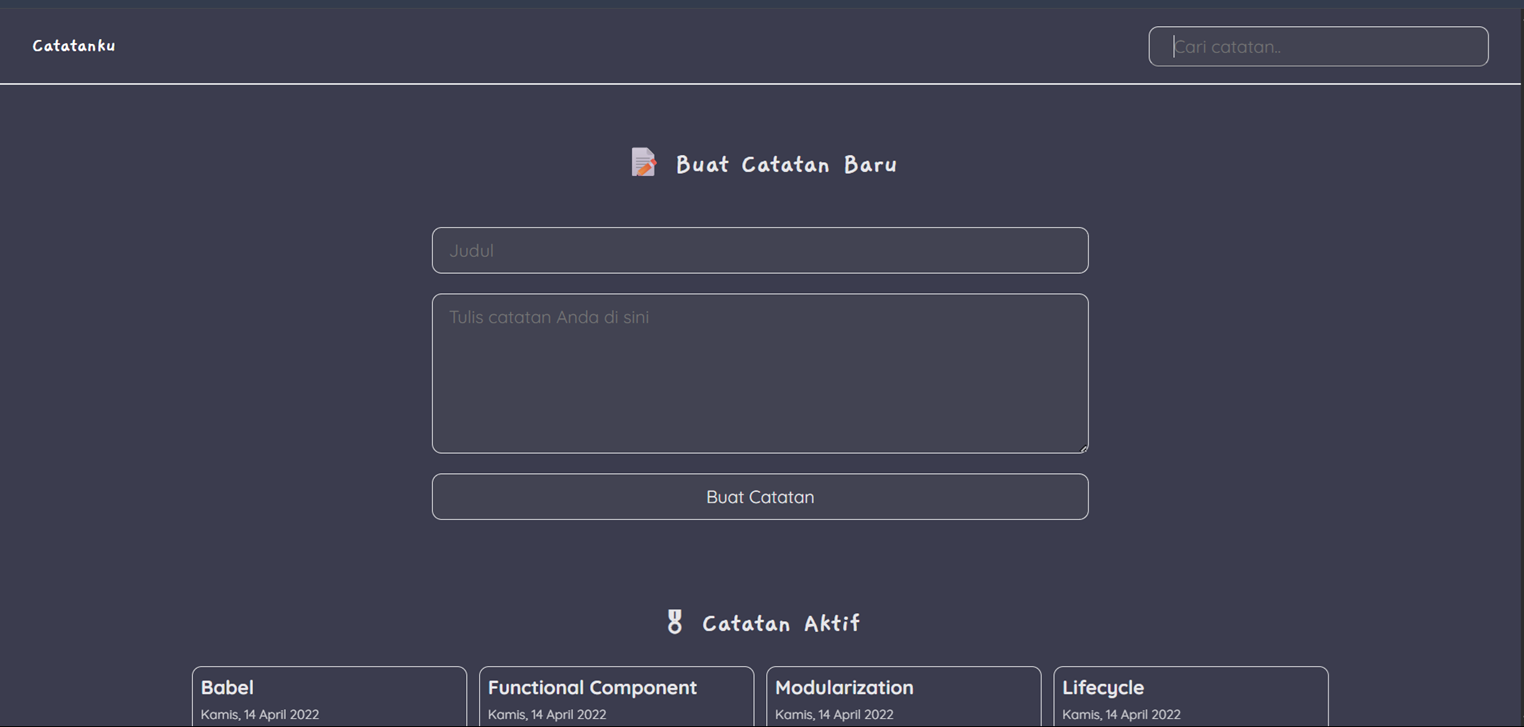 Catatanku
Cari catatan..
Buat Catatan Baru
Judul
Tulis catatan Anda di sini
Buat Catatan
Catatan Aktif
Babel
Kamis, 14 April 2022
Functional Component
Kamis, 14 April 2022
Modularization
Kamis, 14 April 2022
Lifecycle
Kamis, 14 April 2022